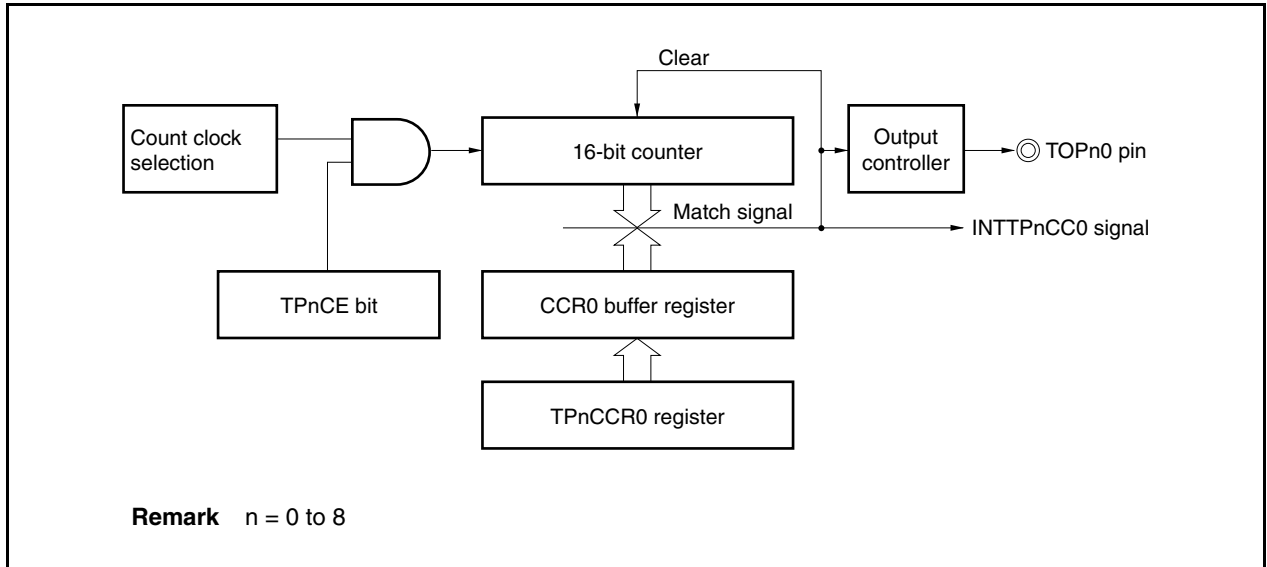 Clear
Count clock
selection
16-bit counter
Output
controller
TOPn0 pin
Match signal
INTTPnCC0 signal
TPnCE bit
CCR0 buffer register
TPnCCR0 register
Remark n = 0 to 8